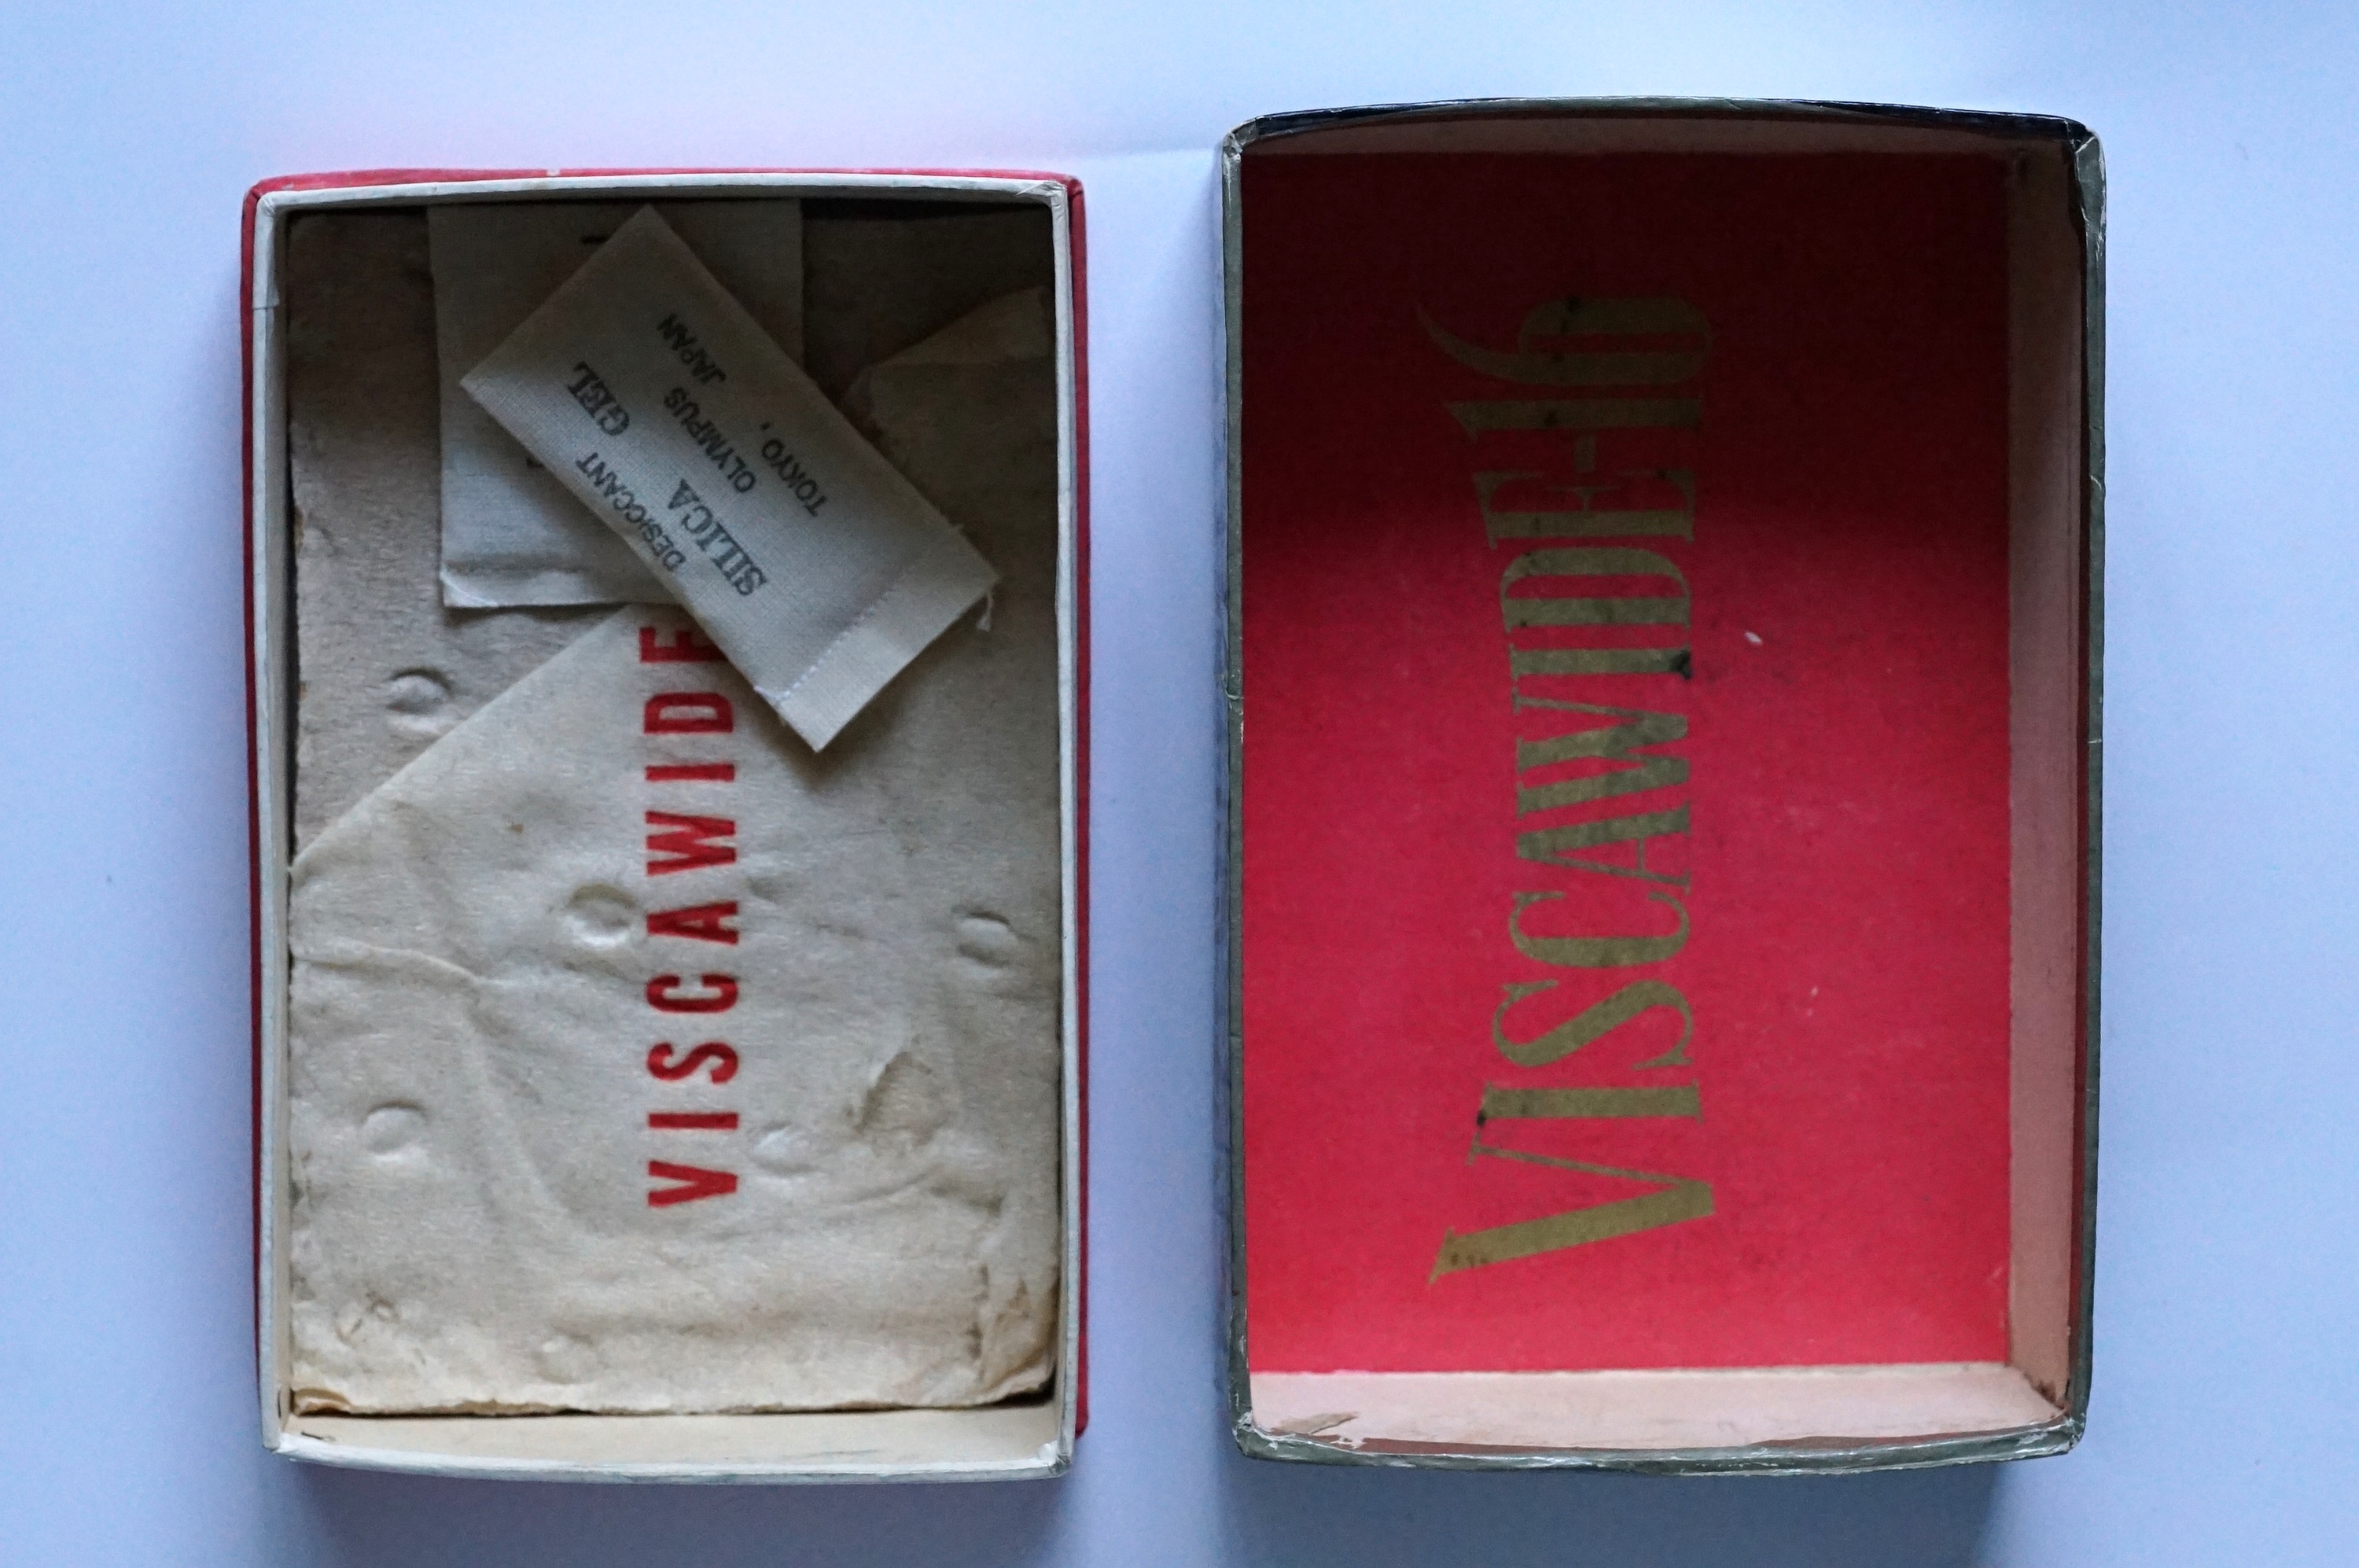 VISCAWIDE
DESICCANT
SILICA GEL
OLYMPUS
TOKYO, JAPAN
VISCAWIDE-16